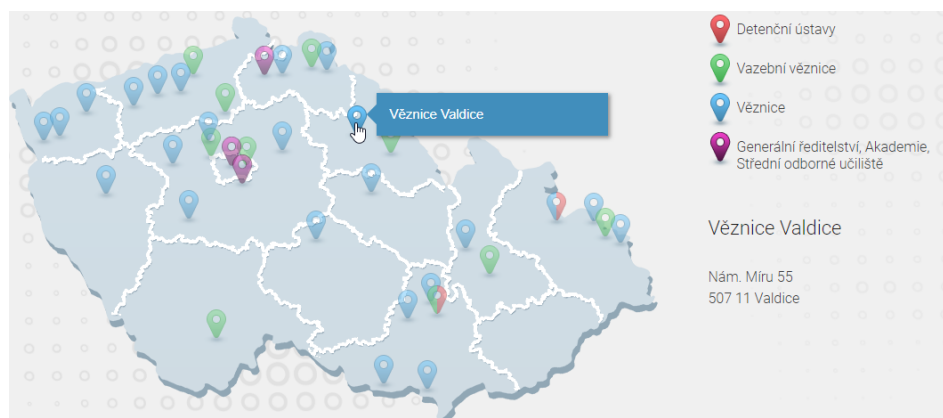 Detenční ústavy
Vazební věznice
Věznice Valdice
Věznice
Generální ředitelství, Akademie,
Střední odborné učiliště
Věznice Valdice
Nám. Míru 55
507 11 Valdice